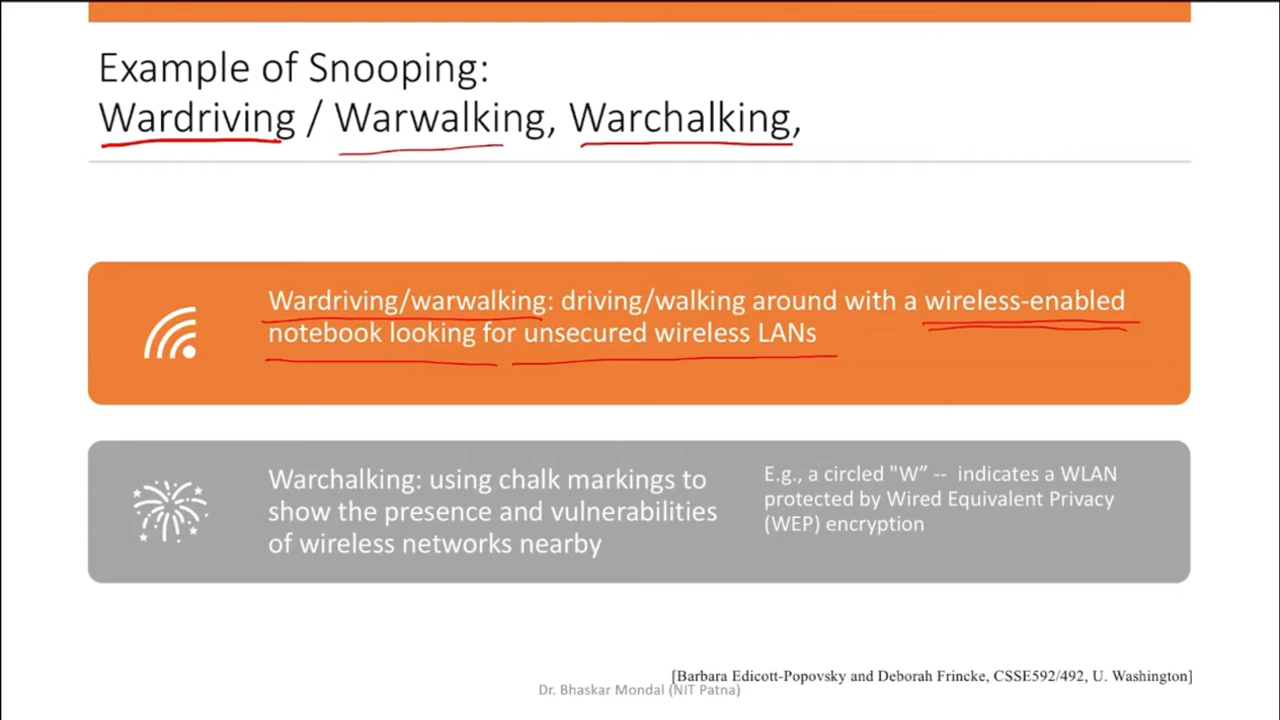 Example of Snooping:
Wardriving / Warwalking, Warchalking,
Wardriving/warwalking: driving/walking around with a wireless-enabled
notebook looking for unsecured wireless LANs
Warchalking: using chalk markings to
show the presence and vulnerabilities
of wireless networks nearby
E.g., a circled "W” -- indicates a WLAN
protected by Wired Equivalent Privacy
(WEP) encryption
[Barbara Edicott-Popovsky and Deborah Frincke, CSSE592/492, U. Washington]
Dr. Bhaskar Mondal (NIT Patna)